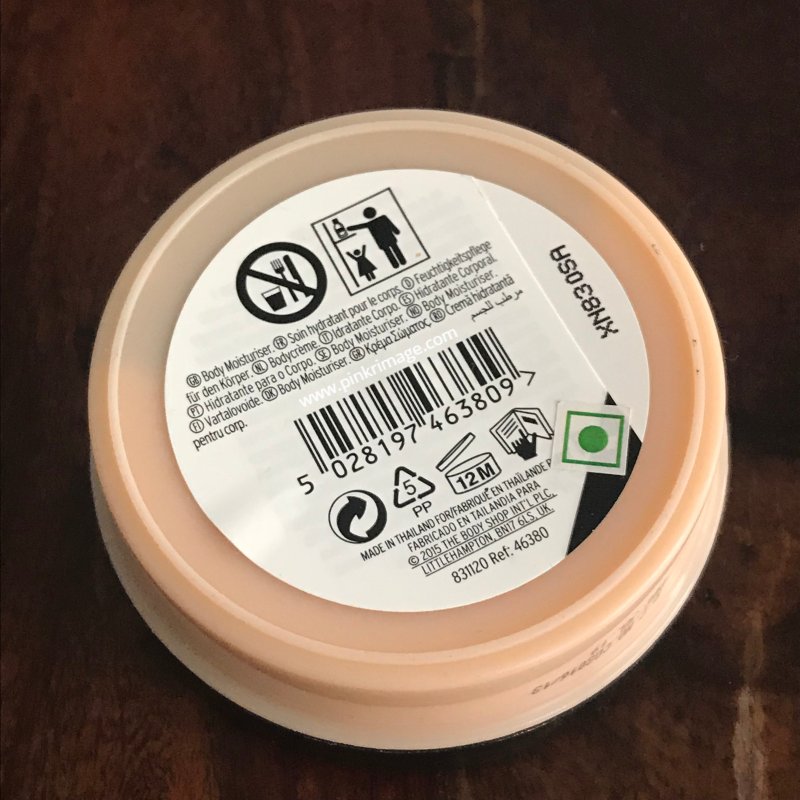 GB Body Moisturiser. FR Soin hydratant pour le corps. D Feuchtigkeitspflege
für den Körper. NL Bodycrème. IT Idratante Corpo. ES Hidratante Corporal.
PT Hidratante para o Corpo. SE Body Moisturiser. NO Body Moisturiser.
FI Vartalovoide. DK Body Moisturiser. GR Κρέμα Σώματος RO Cremă hidratantă
pentru corp. مرطب للجسم
www.pinkrimage.com
5 028197 463809
5
PP
12M
MADE IN THAILAND FOR/FABRIQUÉ EN THAÏLANDE
FABRICADO EN TAILANDIA PARA
© 2015 THE BODY SHOP INT'L PLC.
LITTLEHAMPTON, BN17 6LS, UK.
831120 Ref: 46380
XN830SA